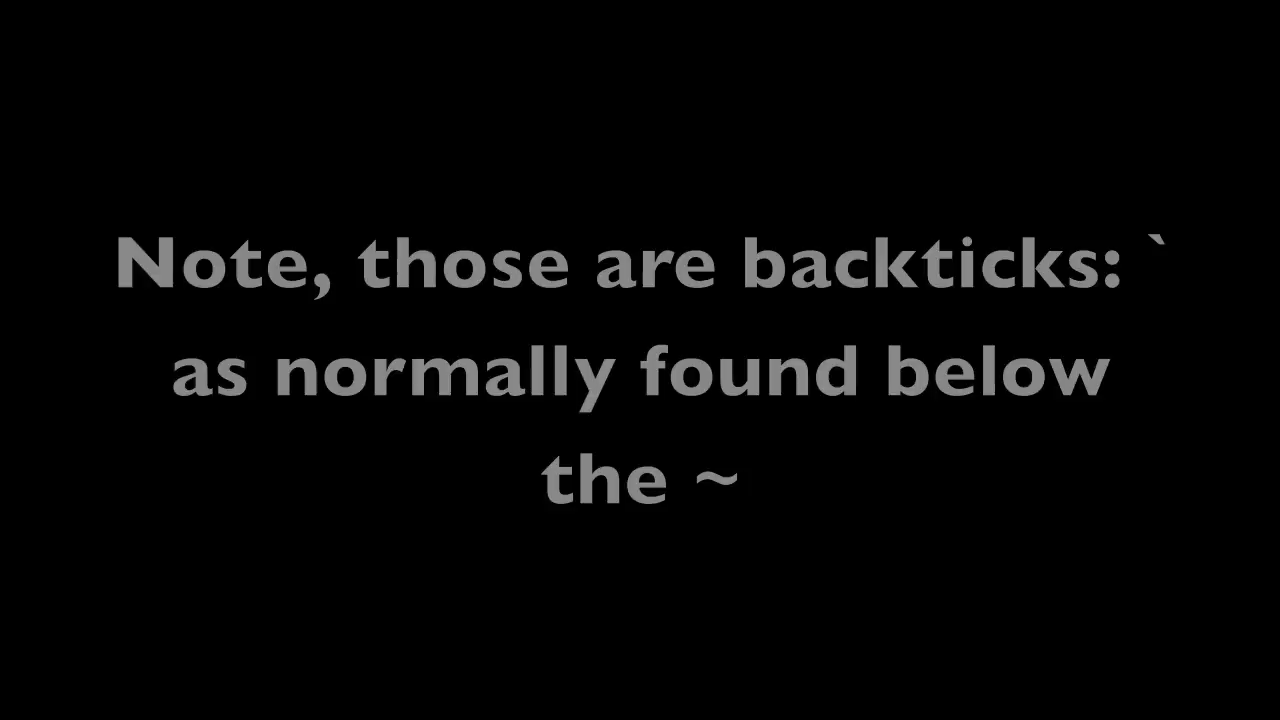 Note, those are backticks: `
as normally found below
the ~